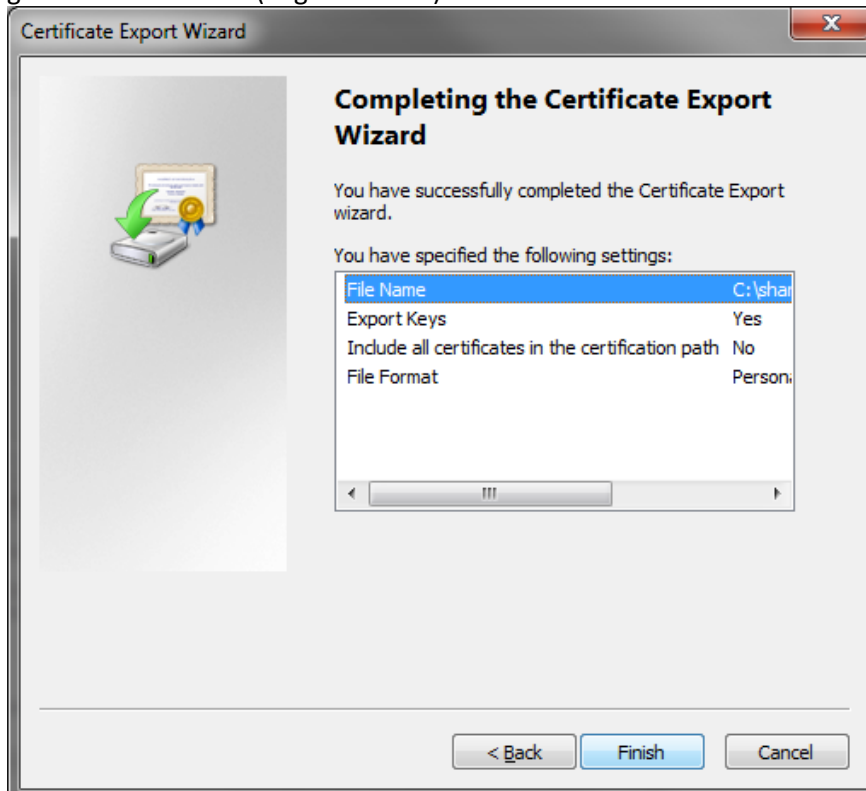 Certificate Export Wizard
Completing the Certificate Export
Wizard
You have successfully completed the Certificate Export
wizard.
You have specified the following settings:
File Name C:\shar
Export Keys Yes
Include all certificates in the certification path No
File Format Persona
< Back Finish Cancel